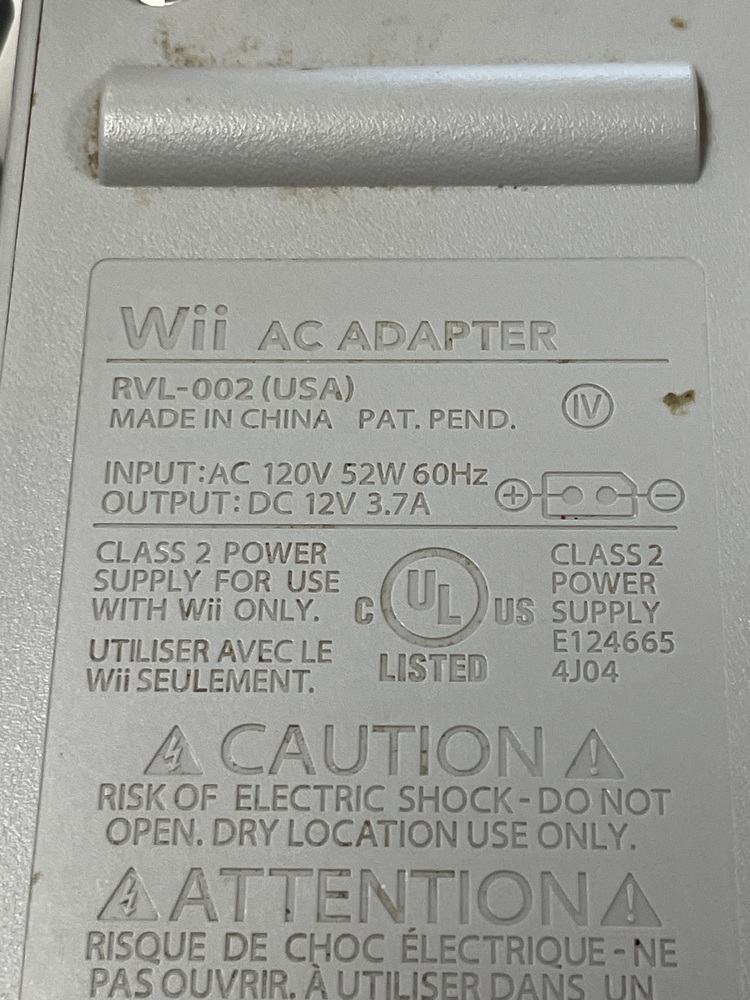 Wii AC ADAPTER
RVL-002 (USA)
MADE IN CHINA PAT. PEND.
IV
INPUT: AC 120V 52W 60Hz
OUTPUT: DC 12V 3.7A
+ -
CLASS 2 POWER
SUPPLY FOR USE
WITH Wii ONLY.
UTILISER AVEC LE
Wii SEULEMENT.
C UL US
LISTED
CLASS 2
POWER
SUPPLY
E124665
4J04
CAUTION
RISK OF ELECTRIC SHOCK - DO NOT
OPEN. DRY LOCATION USE ONLY.
ATTENTION
RISQUE DE CHOC ÉLECTRIQUE - NE
PAS OUVRIR. À UTILISER DANS UN